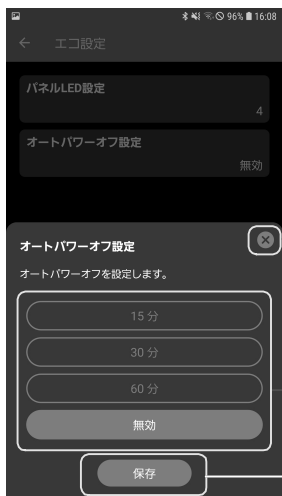 96% 16:08
← エコ設定
パネルLED設定
4
オートパワーオフ設定
無効
オートパワーオフ設定
オートパワーオフを設定します。
15 分
30 分
60 分
無効
保存